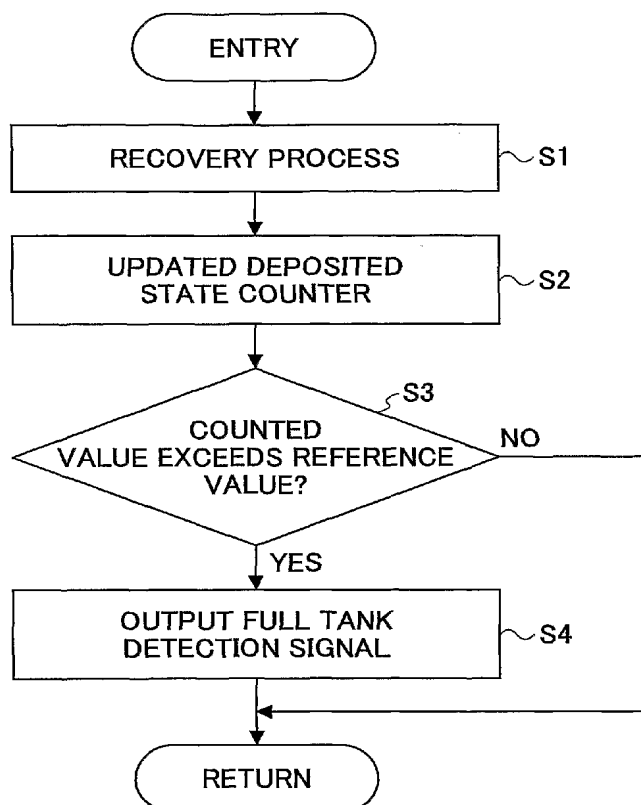 ENTRY
RECOVERY PROCESS
S1
UPDATED DEPOSITED
STATE COUNTER
S2
S3
COUNTED
VALUE EXCEEDS REFERENCE
VALUE?
NO
YES
OUTPUT FULL TANK
DETECTION SIGNAL
S4
RETURN